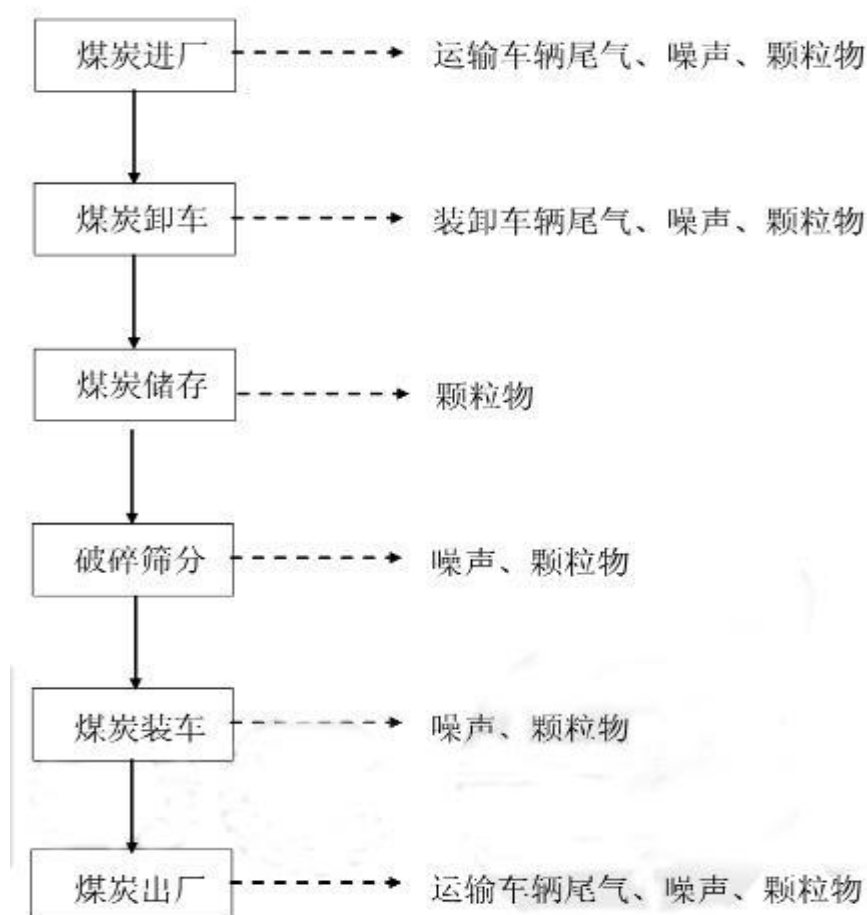 煤炭进厂 运输车辆尾气、噪声、颗粒物
煤炭卸车 装卸车辆尾气、噪声、颗粒物
煤炭储存 颗粒物
破碎筛分 噪声、颗粒物
煤炭装车 噪声、颗粒物
煤炭出厂 运输车辆尾气、噪声、颗粒物